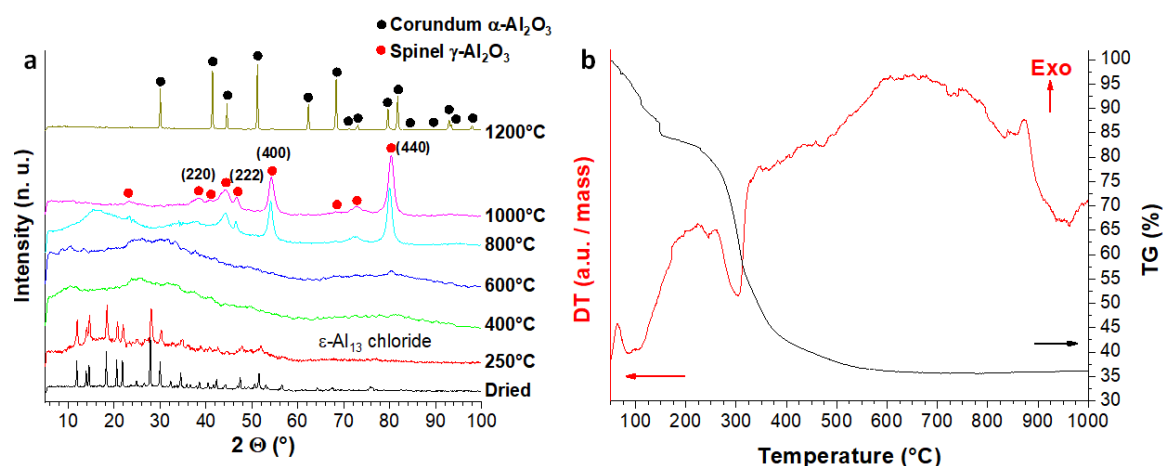 a
Corundum α-Al₂O₃
Spinel γ-Al₂O₃
1200°C
(220)
(222)
(400)
(440)
1000°C
800°C
600°C
400°C
ε-Al₁₃ chloride
250°C
Dried
10 20 30 40 50 60 70 80 90 100
2 Θ (°)
Intensity (n. u.)
b
Exo
DT (a.u. / mass)
100
95
90
85
80
75
70
65
60
55
50
45
40
35
30
TG (%)
100 200 300 400 500 600 700 800 900 1000
Temperature (°C)